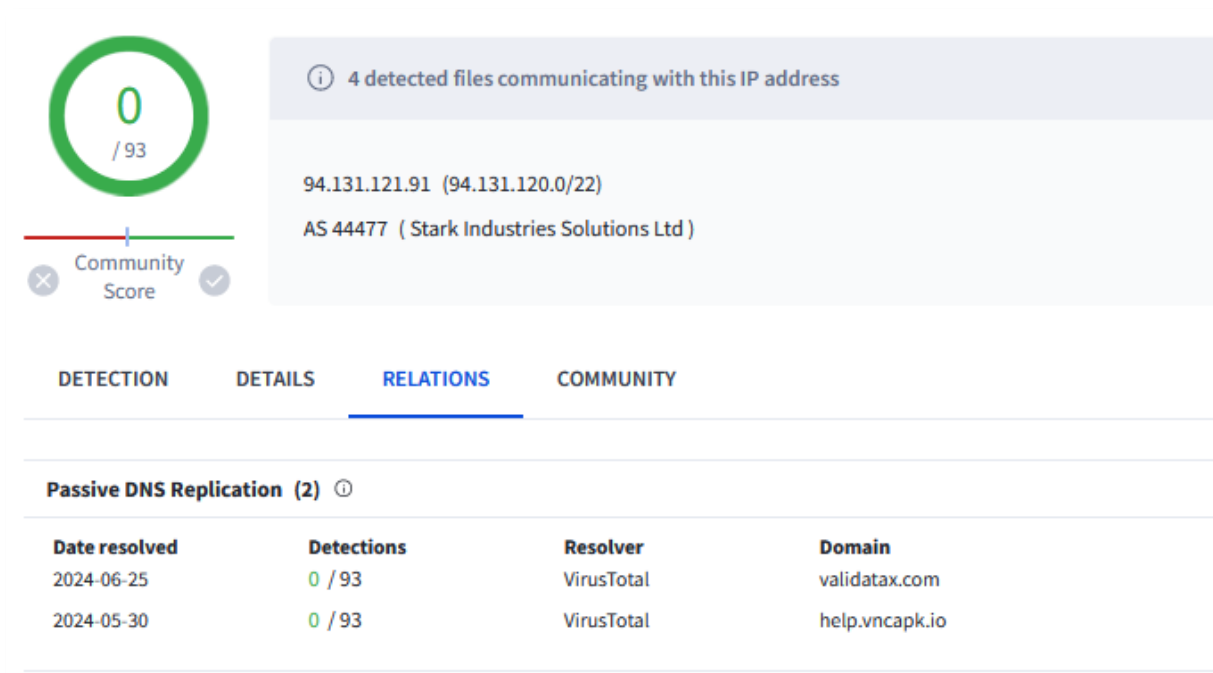 0
/ 93
Community
Score
4 detected files communicating with this IP address
94.131.121.91 (94.131.120.0/22)
AS 44477 ( Stark Industries Solutions Ltd )
DETECTION DETAILS RELATIONS COMMUNITY
Passive DNS Replication (2)
Date resolved Detections Resolver Domain
2024-06-25 0 / 93 VirusTotal validatax.com
2024-05-30 0 / 93 VirusTotal help.vncapk.io